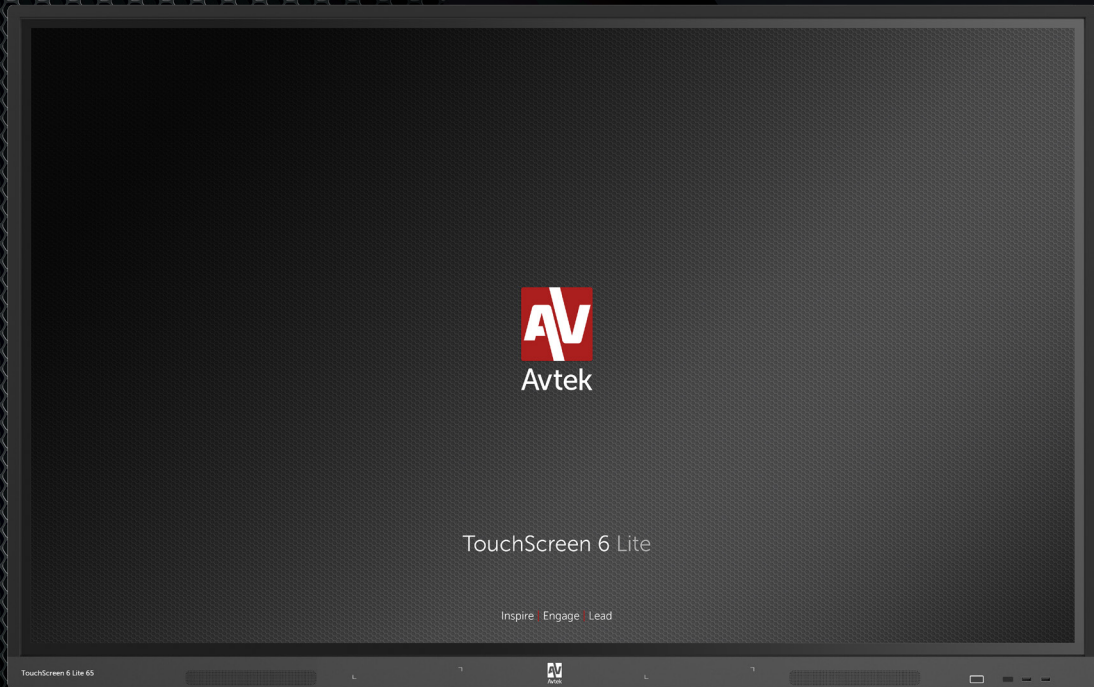 AV
Avtek
TouchScreen 6 Lite
Inspire | Engage | Lead
TouchScreen 6 Lite 65
AV
Avtek